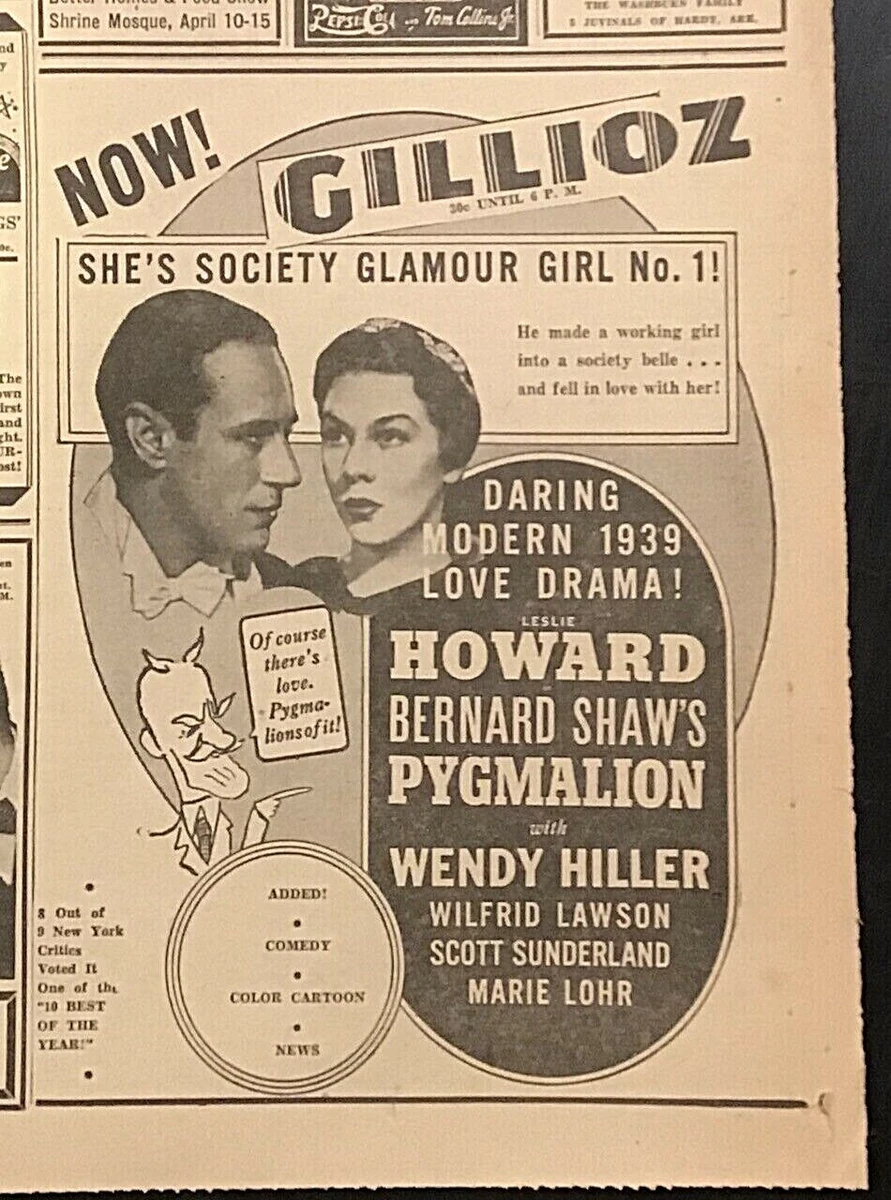 Shrine Mosque, April 10-15
PEPSI-COLA and Tom Collins Jr.
THE WASHBURN FAMILY
5 JUVINALS OF HARDY, ARK.
NOW!
GILLIOZ
30c UNTIL 6 P. M.
SHE'S SOCIETY GLAMOUR GIRL No. 1!
He made a working girl
into a society belle . . .
and fell in love with her!
DARING
MODERN 1939
LOVE DRAMA!
LESLIE
HOWARD
BERNARD SHAW'S
PYGMALION
with
WENDY HILLER
WILFRID LAWSON
SCOTT SUNDERLAND
MARIE LOHR
Of course
there's
love.
Pygma-
lions of it!
8 Out of
9 New York
Critics
Voted It
One of the
"10 BEST
OF THE
YEAR!"
ADDED!
COMEDY
COLOR CARTOON
NEWS